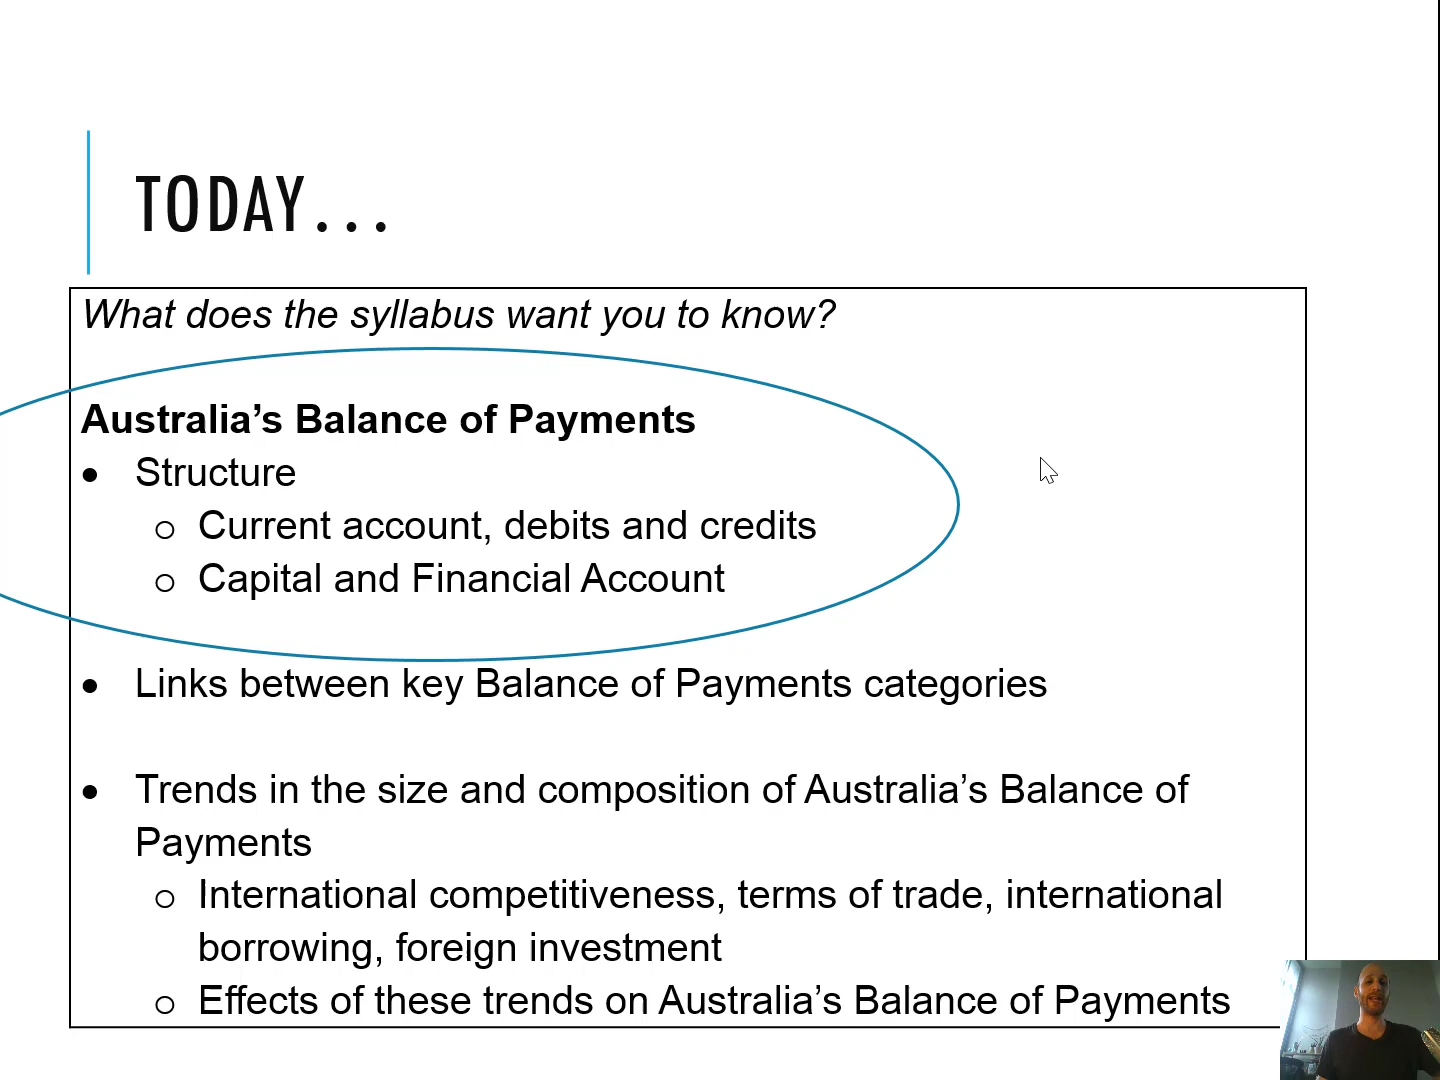 TODAY...
What does the syllabus want you to know?
Australia’s Balance of Payments
• Structure
o Current account, debits and credits
o Capital and Financial Account
• Links between key Balance of Payments categories
• Trends in the size and composition of Australia’s Balance of
Payments
o International competitiveness, terms of trade, international
borrowing, foreign investment
o Effects of these trends on Australia’s Balance of Payments